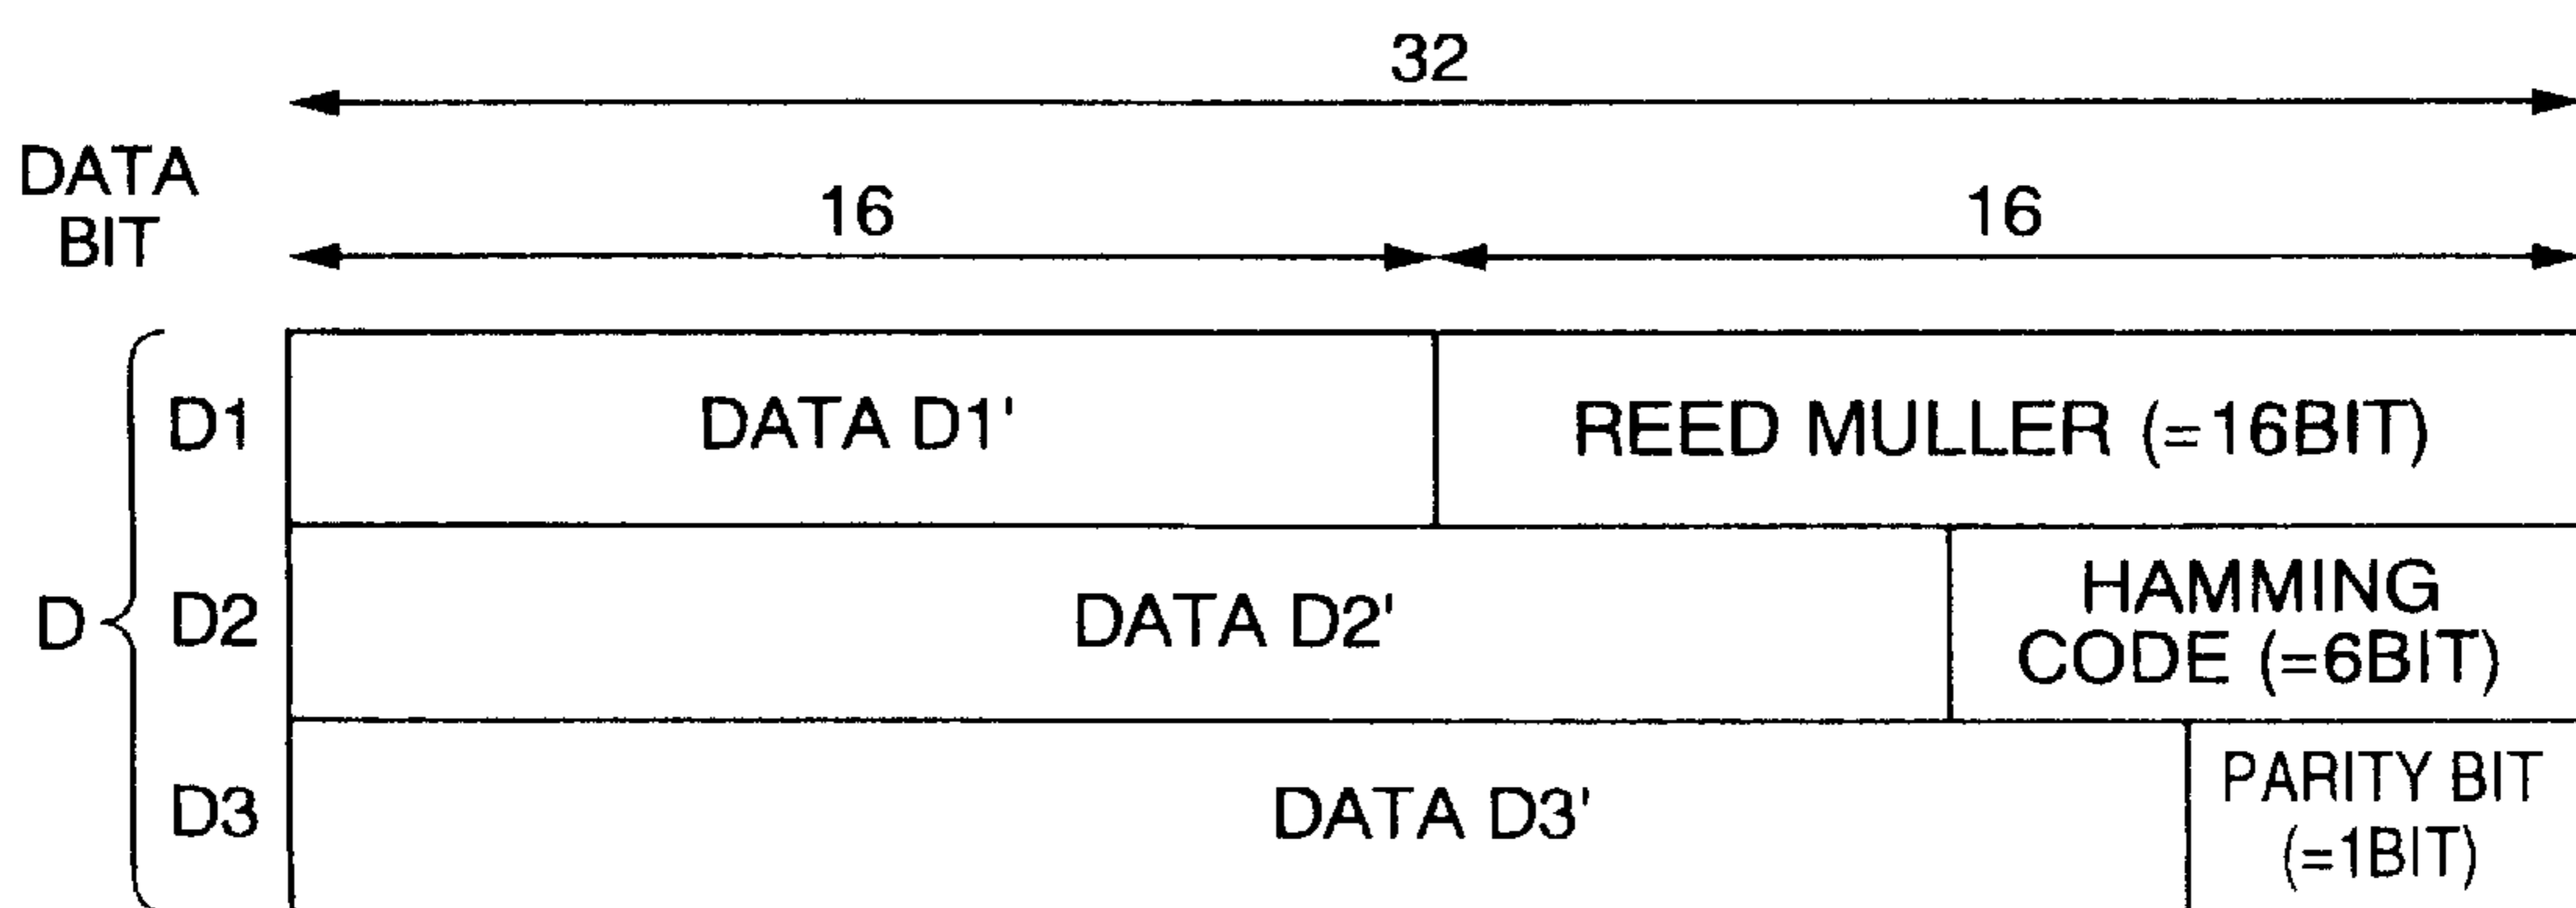 32
DATA
BIT
16 16
D1 DATA D1' REED MULLER (=16BIT)
D D2 DATA D2' HAMMING
CODE (=6BIT)
D3 DATA D3' PARITY BIT
(=1BIT)